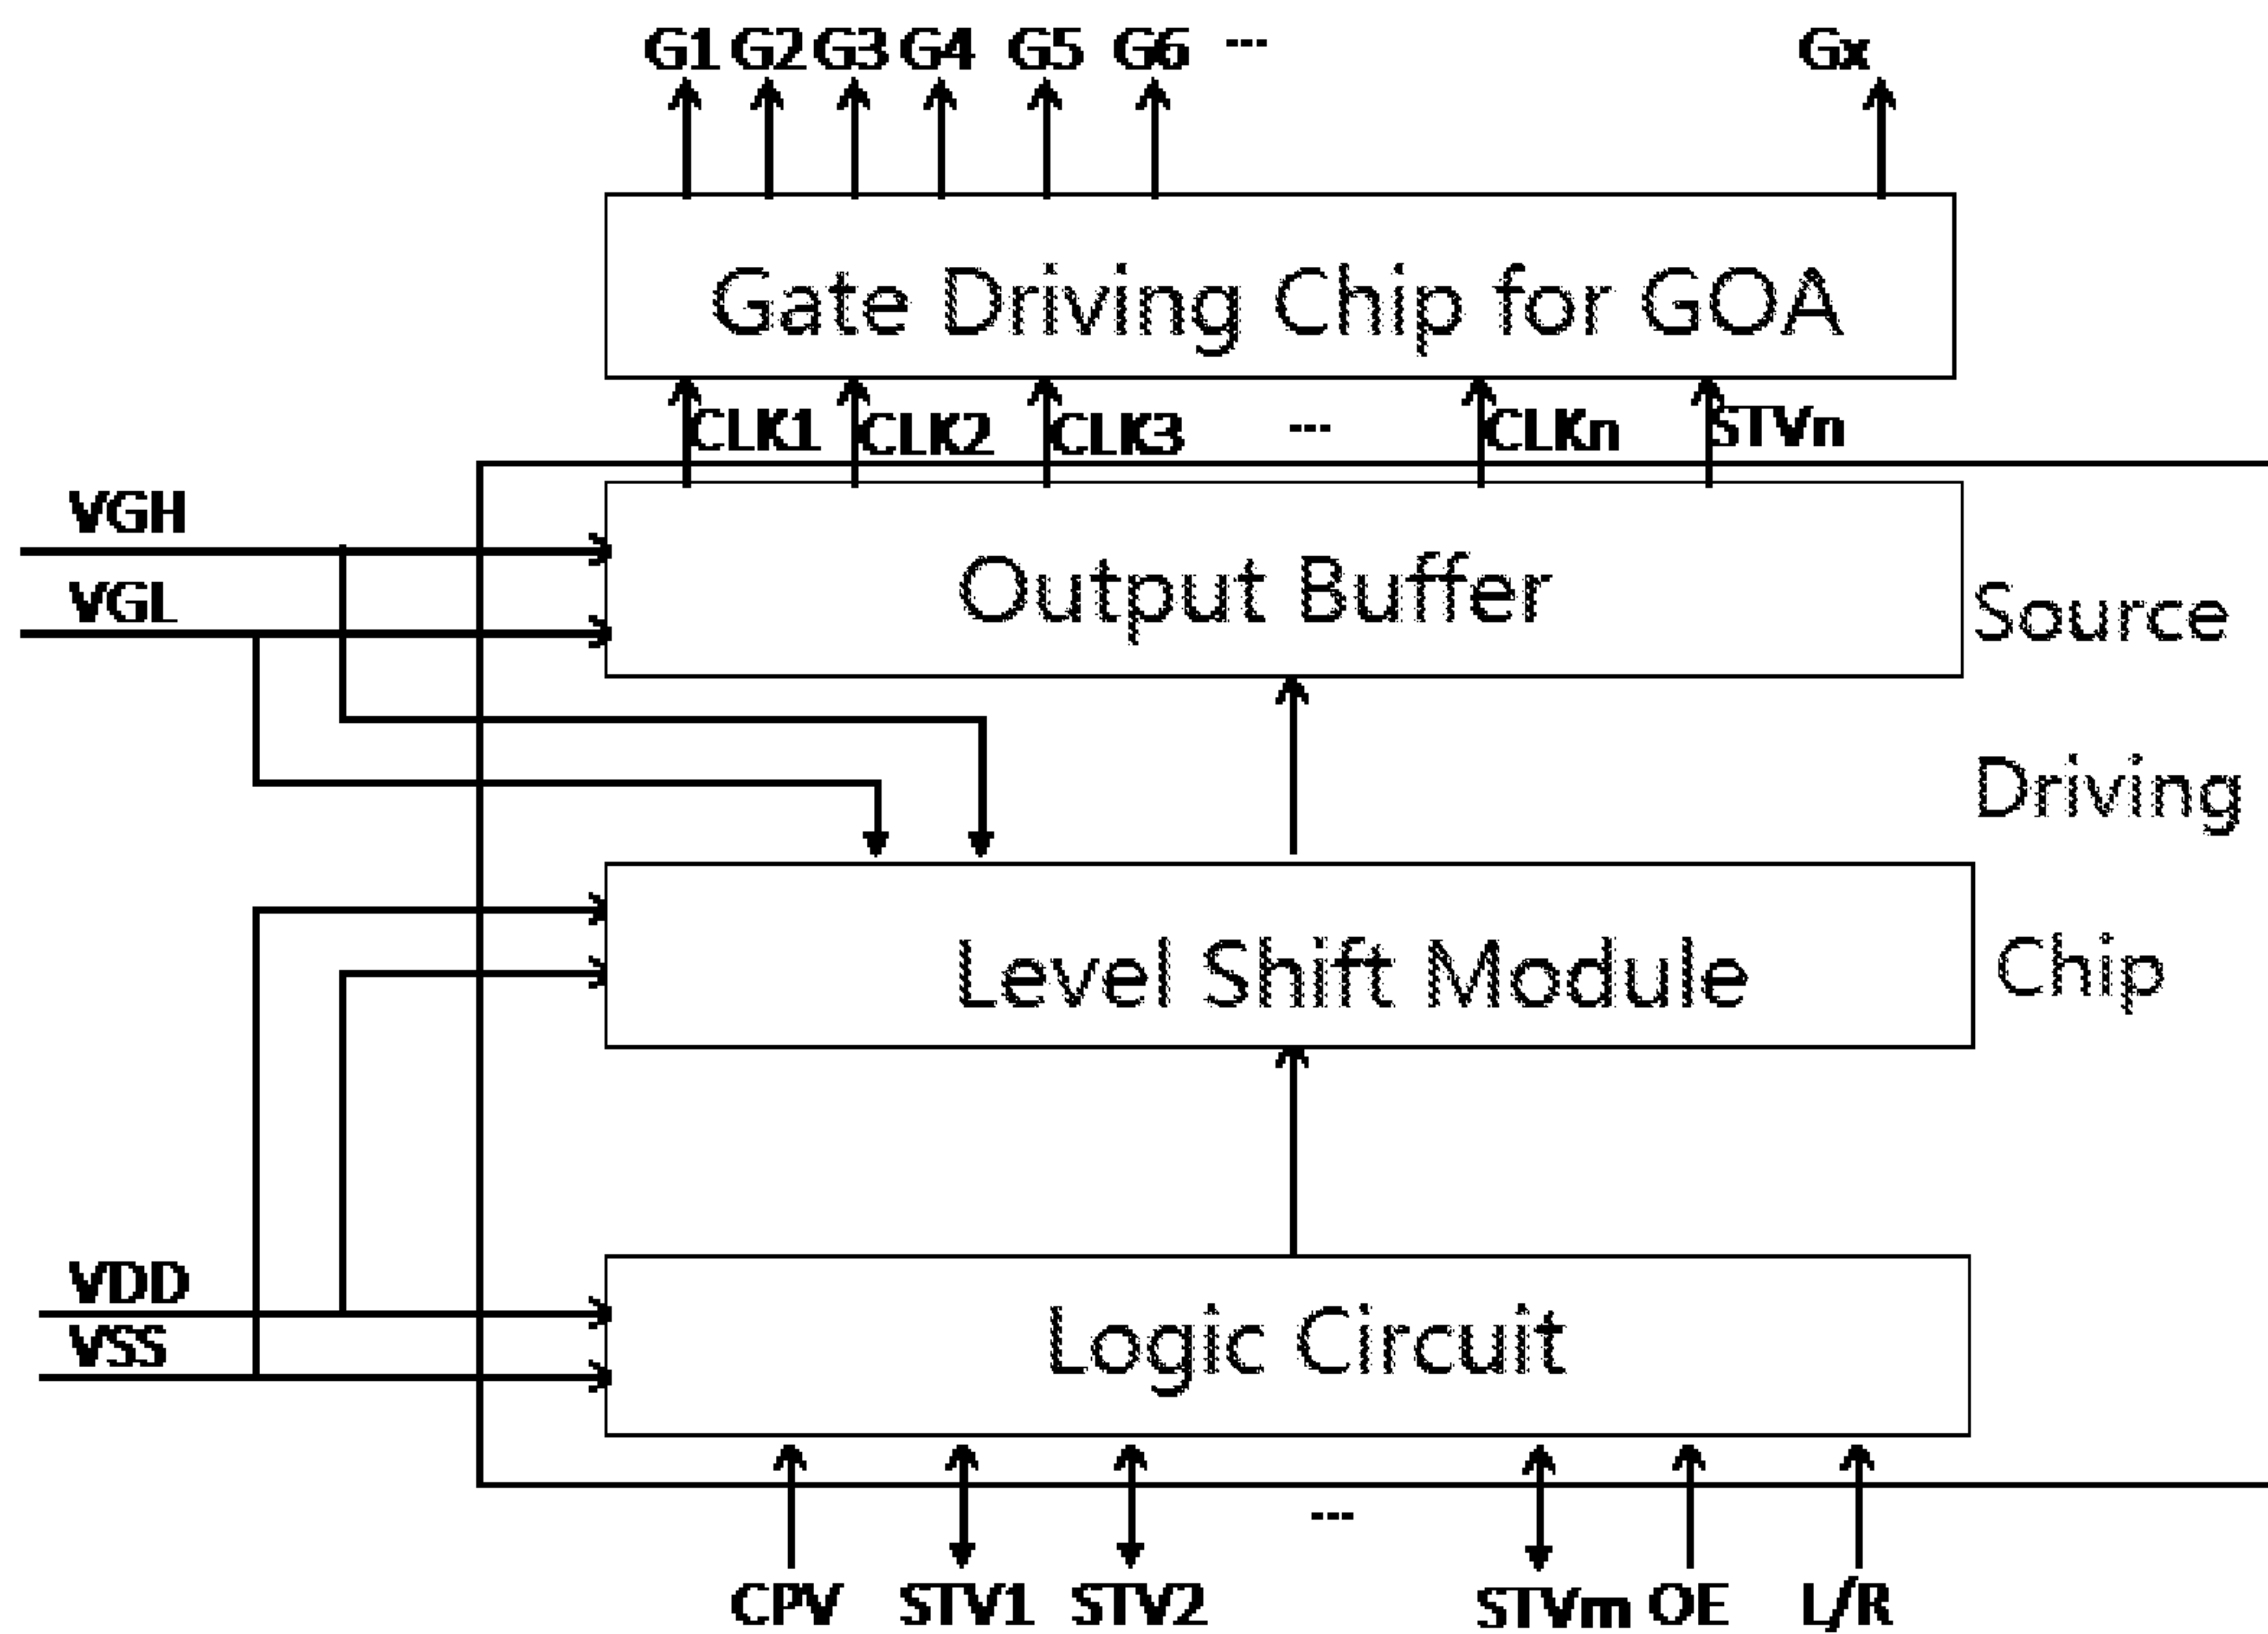 G1 G2 G3 G4 G5 G6 --- Gx
Gate Driving Chip for GOA
CLK1 CLK2 CLK3 --- CLKn STVn
VGH
Output Buffer
VGL
Source
Driving
Chip
Level Shift Module
VDD
VSS
Logic Circuit
---
CPV STV1 STV2 STVm OE L/R